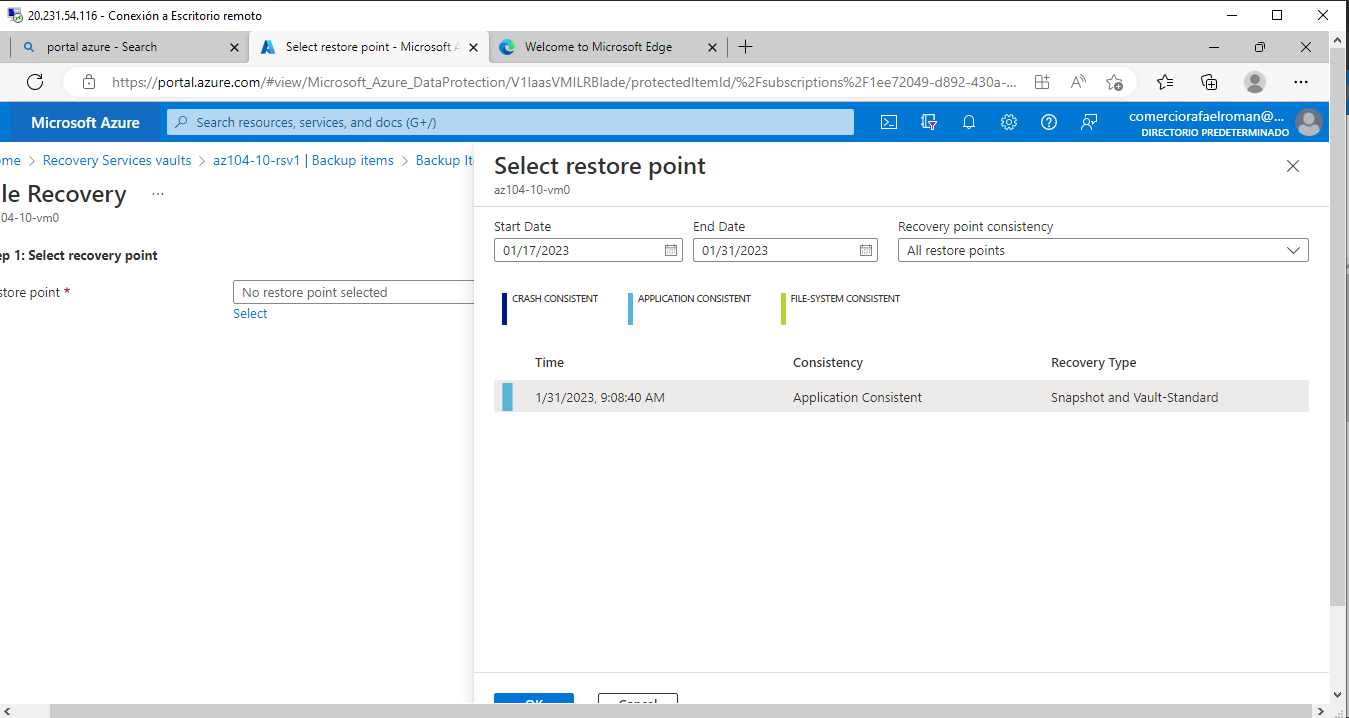 20.231.54.116 - Conexión a Escritorio remoto
portal azure - Search
Select restore point - Microsoft A
Welcome to Microsoft Edge
https://portal.azure.com/#view/Microsoft_Azure_DataProtection/V1IaasVMILRBlade/protectedItemId/%2Fsubscriptions%2F1ee72049-d892-430a-...
Microsoft Azure
Search resources, services, and docs (G+/)
comerciorafaelroman@...
DIRECTORIO PREDETERMINADO
ome > Recovery Services vaults > az104-10-rsv1 | Backup items > Backup It
le Recovery ...
04-10-vm0
ep 1: Select recovery point
store point *
No restore point selected
Select
Select restore point
az104-10-vm0
Start Date
End Date
Recovery point consistency
01/17/2023
01/31/2023
All restore points
CRASH CONSISTENT
APPLICATION CONSISTENT
FILE-SYSTEM CONSISTENT
Time
Consistency
Recovery Type
1/31/2023, 9:08:40 AM
Application Consistent
Snapshot and Vault-Standard
OK
Cancel